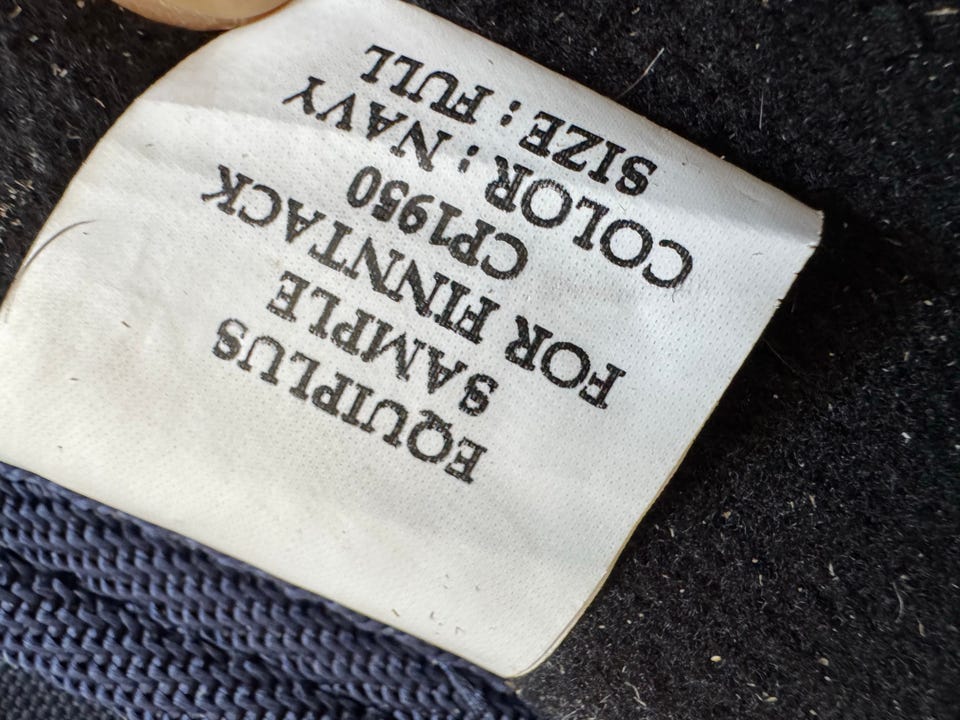 EQUIPLUS
SAMPLE
FOR FINNTACK
CP1950
COLOR : NAVY
SIZE : FULL